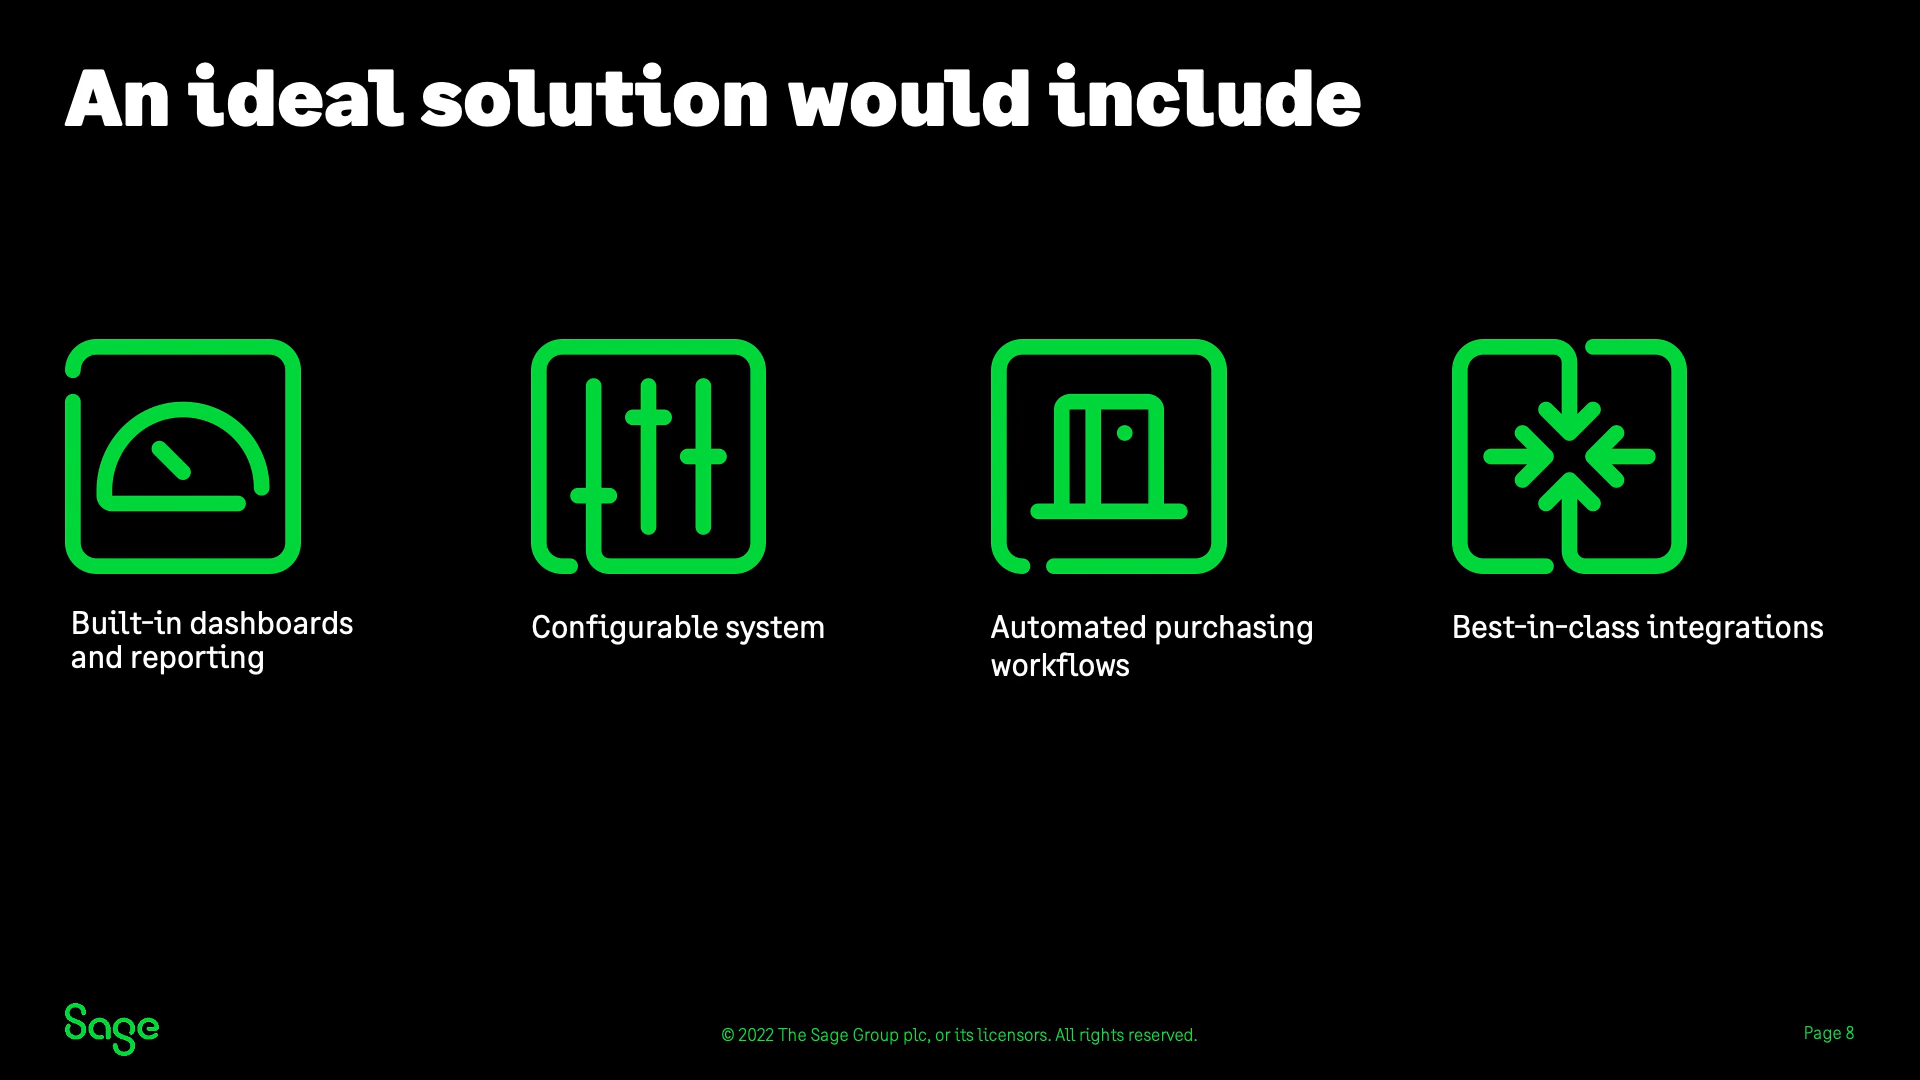 An ideal solution would include
Built-in dashboards
and reporting
Configurable system
Automated purchasing
workflows
Best-in-class integrations
Sage
© 2022 The Sage Group plc, or its licensors. All rights reserved.
Page 8